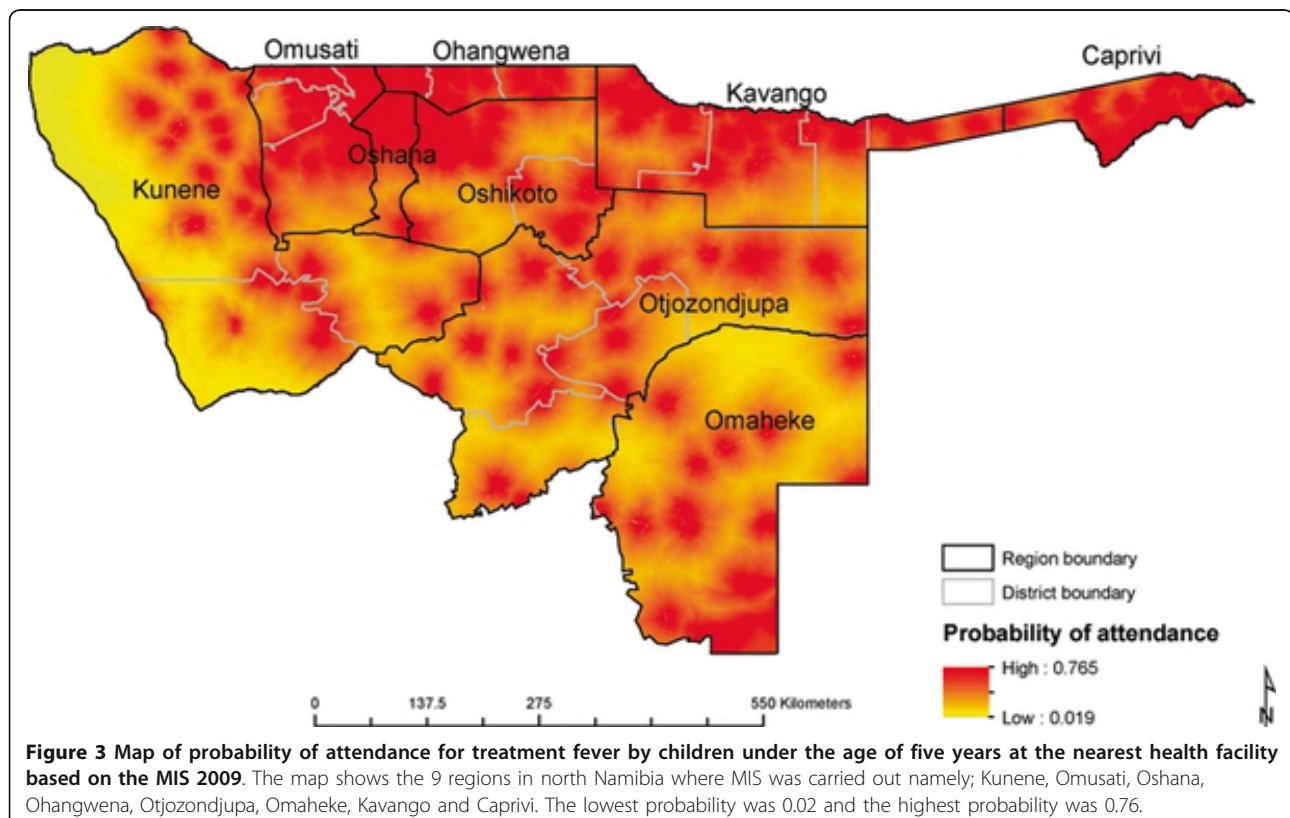 Omusati
Ohangwena
Caprivi
Kavango
Oshana
Kunene
Oshikoto
Otjozondjupa
Omaheke
Region boundary
District boundary
Probability of attendance
High : 0.765
Low : 0.019
0 137.5 275 550 Kilometers
N
Figure 3 Map of probability of attendance for treatment fever by children under the age of five years at the nearest health facility
based on the MIS 2009. The map shows the 9 regions in north Namibia where MIS was carried out namely; Kunene, Omusati, Oshana,
Ohangwena, Otjozondjupa, Omaheke, Kavango and Caprivi. The lowest probability was 0.02 and the highest probability was 0.76.